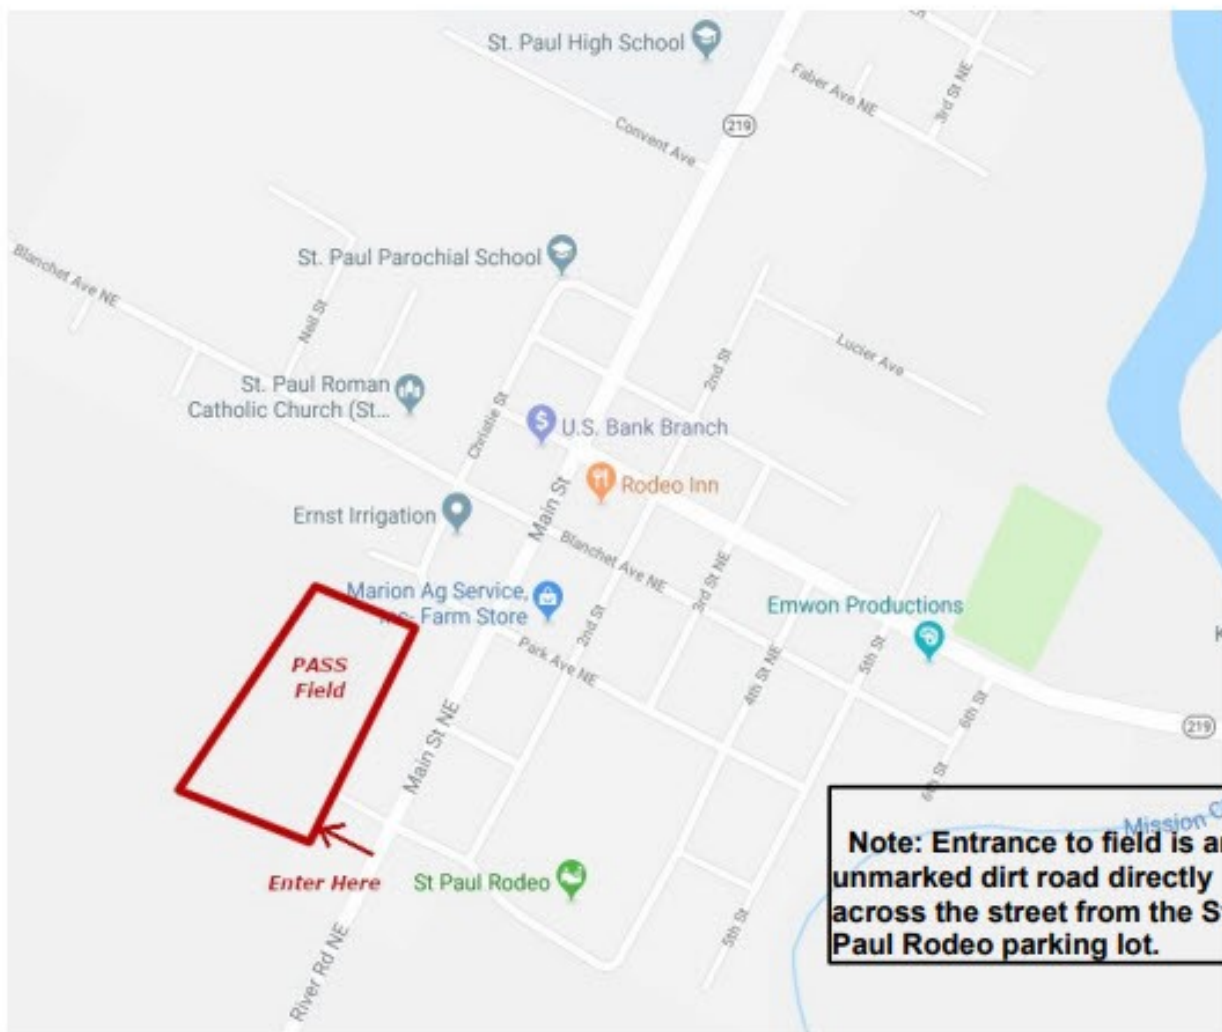 St. Paul High School
Faber Ave NE
3rd St NE
219
Convent Ave
St. Paul Parochial School
Blanchet Ave NE
Neil St
2nd St
Lucier Ave
St. Paul Roman
Catholic Church (St...
Christie St
U.S. Bank Branch
Rodeo Inn
Main St
Ernst Irrigation
Blanchet Ave NE
3rd St NE
Marion Ag Service,
Farm Store
2nd St
Emwon Productions
Park Ave NE
5th St
4th St NE
PASS
Field
K
6th St
219
Main St NE
6th St
Mission
Enter Here
St Paul Rodeo
5th St
River Rd NE
Note: Entrance to field is
unmarked dirt road directly
across the street from the
Paul Rodeo parking lot.